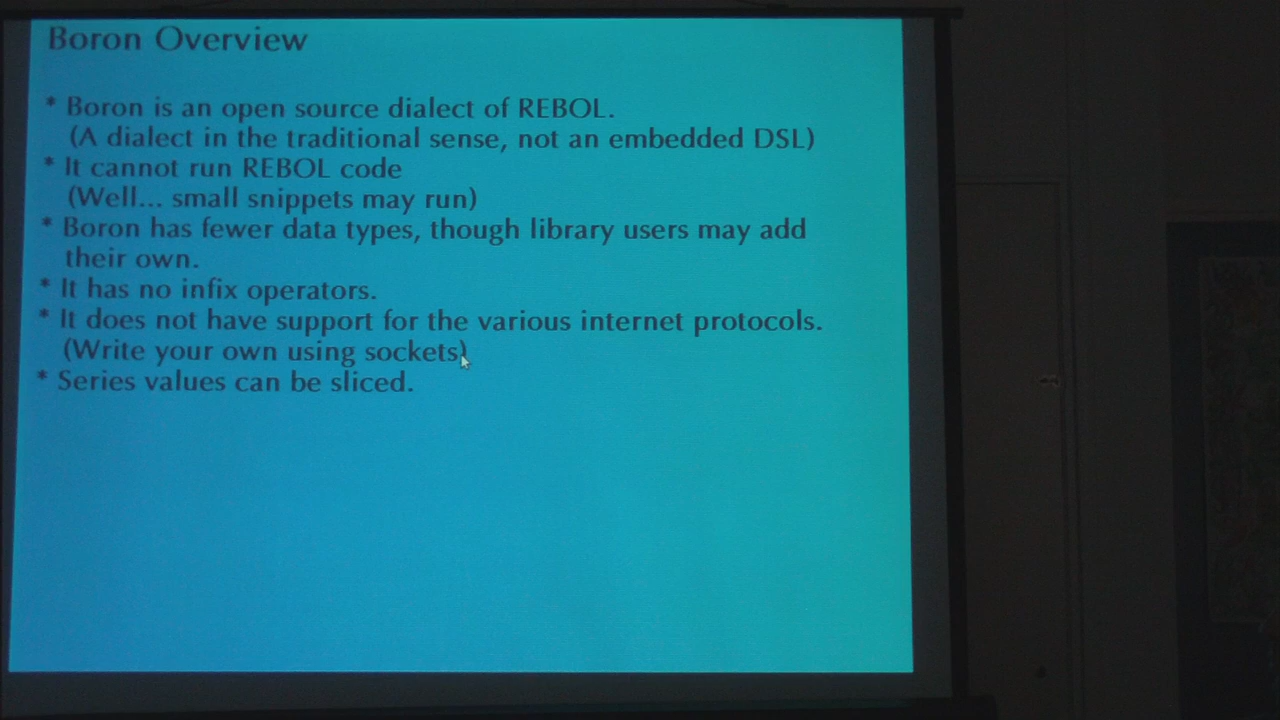 Boron Overview
* Boron is an open source dialect of REBOL.
(A dialect in the traditional sense, not an embedded DSL)
* It cannot run REBOL code
(Well... small snippets may run)
* Boron has fewer data types, though library users may add
their own.
* It has no infix operators.
* It does not have support for the various internet protocols.
(Write your own using sockets)
* Series values can be sliced.